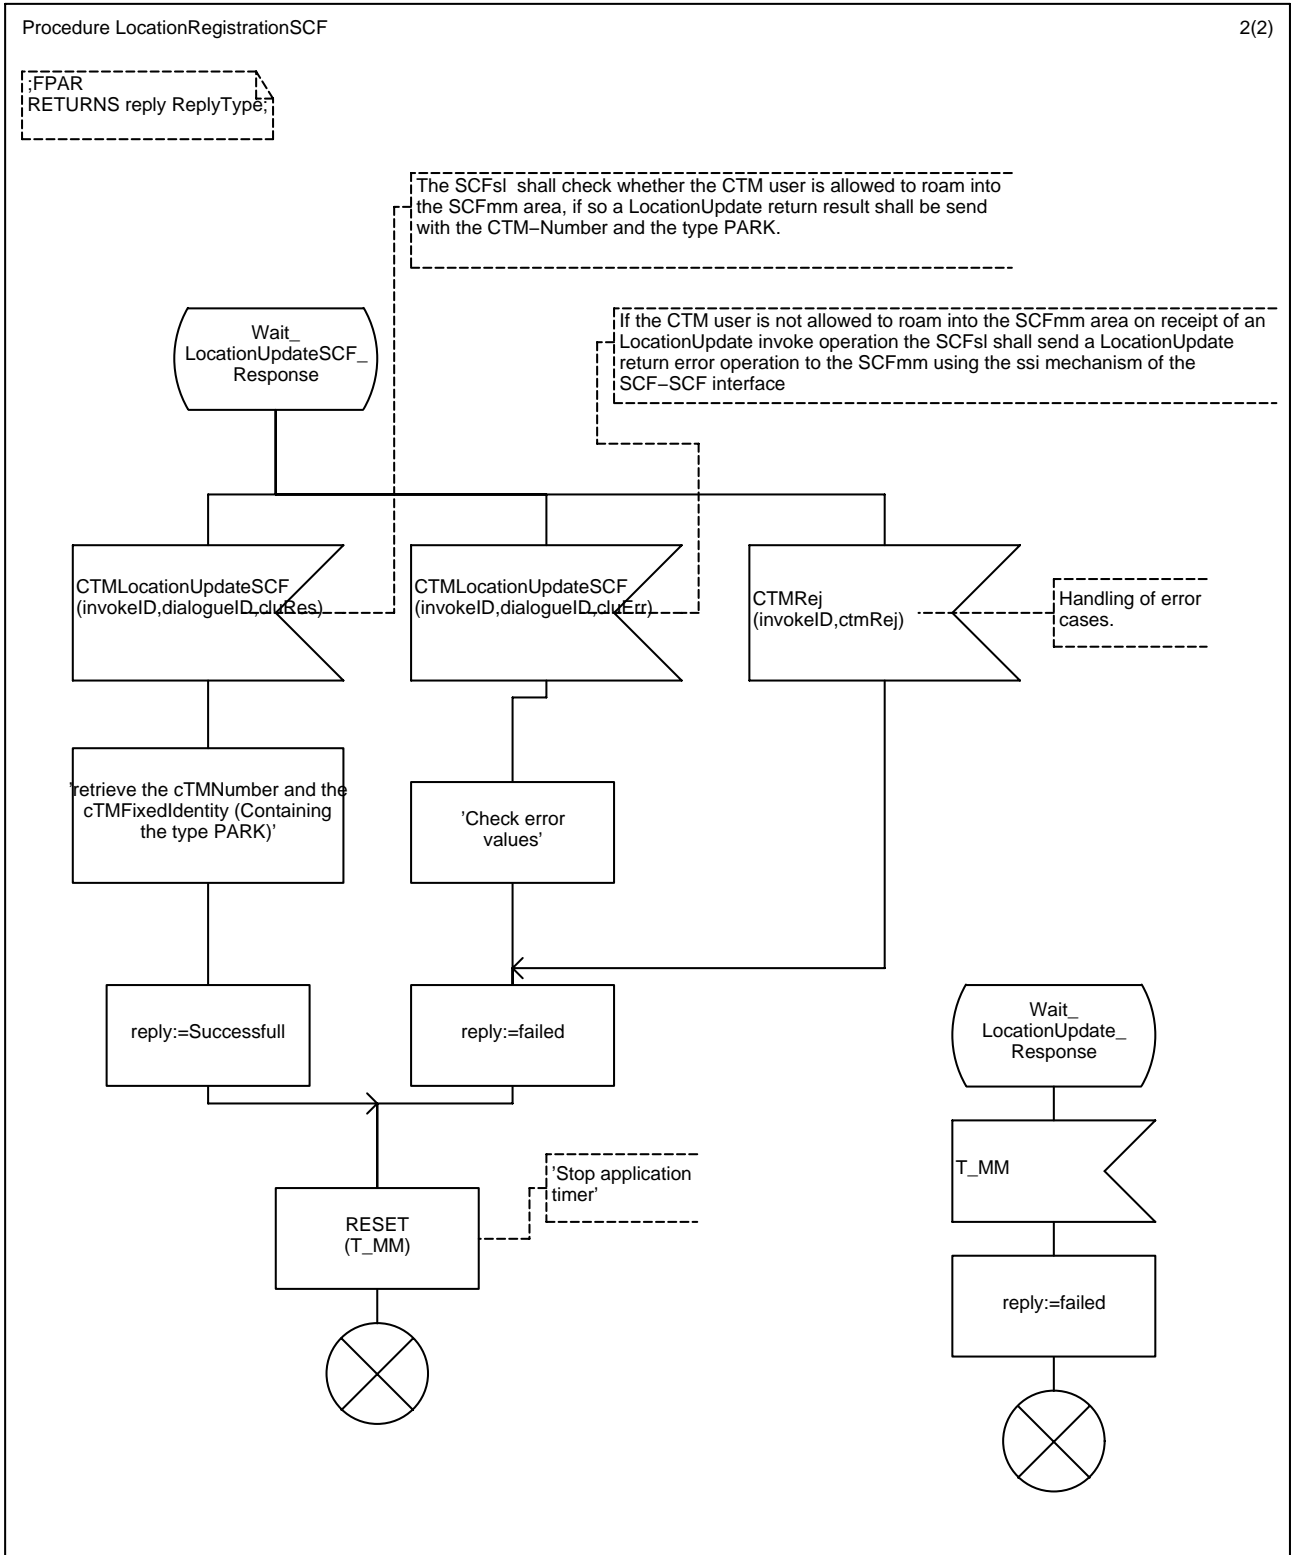 Procedure LocationRegistrationSCF
2(2)
;FPAR
RETURNS reply ReplyType;
The SCFsl shall check whether the CTM user is allowed to roam into
the SCFmm area, if so a LocationUpdate return result shall be send
with the CTM−Number and the type PARK.
If the CTM user is not allowed to roam into the SCFmm area on receipt of an
LocationUpdate invoke operation the SCFsl shall send a LocationUpdate
return error operation to the SCFmm using the ssi mechanism of the
SCF−SCF interface
Wait_
LocationUpdateSCF_
Response
CTMLocationUpdateSCF
(invokeID,dialogueID,cluRes)
CTMLocationUpdateSCF
(invokeID,dialogueID,cluErr)
CTMRej
(invokeID,ctmRej)
Handling of error
cases.
'retrieve the cTMNumber and the
cTMFixedIdentity (Containing
the type PARK)'
'Check error
values'
reply:=Successfull
reply:=failed
Wait_
LocationUpdate_
Response
T_MM
'Stop application
timer'
RESET
(T_MM)
reply:=failed